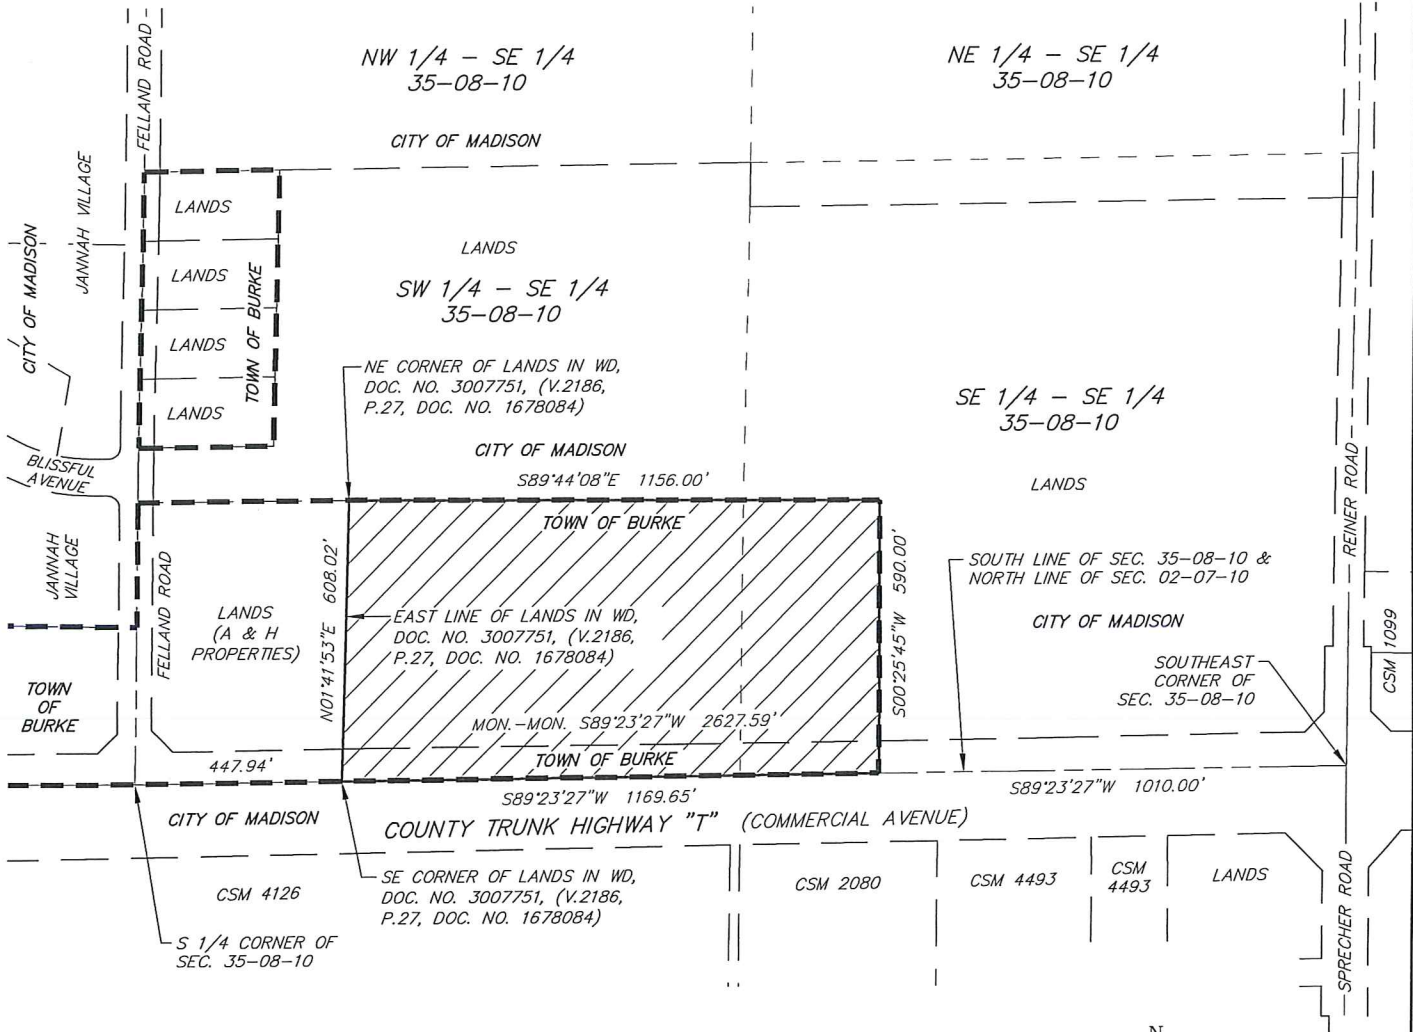 FELLAND ROAD
NW 1/4 - SE 1/4
35-08-10
NE 1/4 - SE 1/4
35-08-10
CITY OF MADISON
JANNAH VILLAGE
CITY OF MADISON
LANDS
LANDS
LANDS
LANDS
TOWN OF BURKE
LANDS
SW 1/4 - SE 1/4
35-08-10
NE CORNER OF LANDS IN WD,
DOC. NO. 3007751, (V.2186,
P.27, DOC. NO. 1678084)
SE 1/4 - SE 1/4
35-08-10
CITY OF MADISON
BLISSFUL
AVENUE
S89°44'08"E 1156.00'
LANDS
REINER ROAD
TOWN OF BURKE
JANNAH
VILLAGE
FELLAND ROAD
LANDS
(A & H
PROPERTIES)
N01°41'53"E 608.02'
EAST LINE OF LANDS IN WD,
DOC. NO. 3007751, (V.2186,
P.27, DOC. NO. 1678084)
S00°25'45"W 590.00'
SOUTH LINE OF SEC. 35-08-10 &
NORTH LINE OF SEC. 02-07-10
CITY OF MADISON
SOUTHEAST
CORNER OF
SEC. 35-08-10
CSM 1099
TOWN
OF
BURKE
MON.-MON. S89°23'27"W 2627.59'
447.94'
TOWN OF BURKE
S89°23'27"W 1169.65'
S89°23'27"W 1010.00'
CITY OF MADISON
COUNTY TRUNK HIGHWAY "T" (COMMERCIAL AVENUE)
CSM 4126
SE CORNER OF LANDS IN WD,
DOC. NO. 3007751, (V.2186,
P.27, DOC. NO. 1678084)
CSM 2080
CSM 4493
CSM
4493
LANDS
SPRECHER ROAD
S 1/4 CORNER OF
SEC. 35-08-10
N